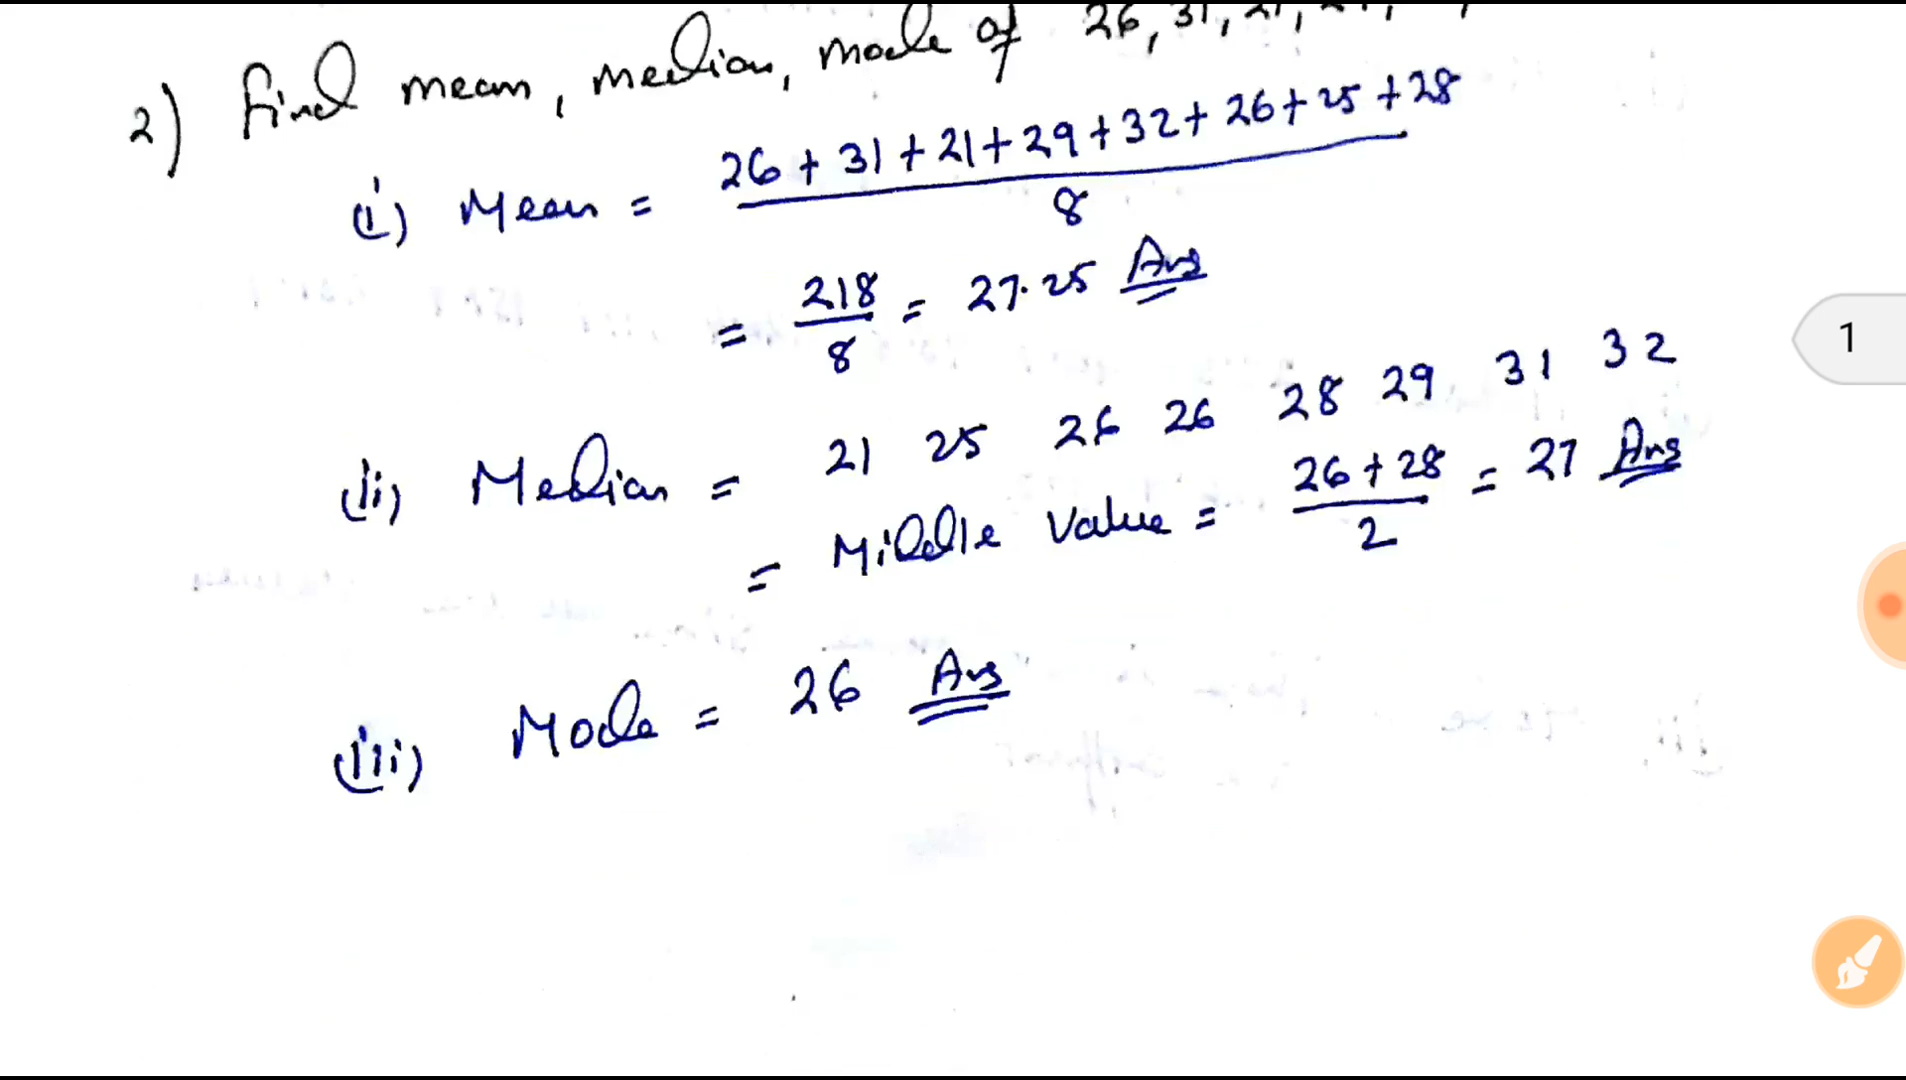 2) Find mean, median, mode of 26, 31, 21,
(i) Mean = 26 + 31 + 21 + 29 + 32 + 26 + 25 + 28
8
= 218 = 27.25 Ans
8
(ii) Median = 21 25 26 26 28 29 31 32
= Middle Value = 26 + 28 = 27 Ans
2
(iii) Mode = 26 Ans
1